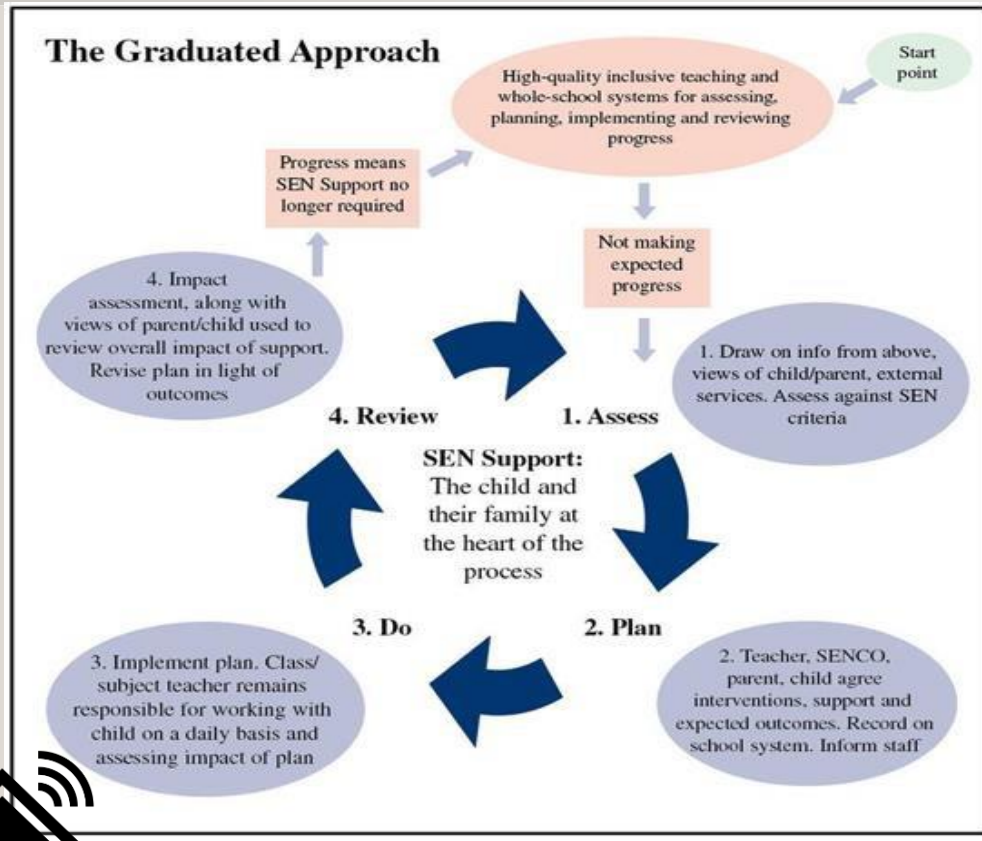 The Graduated Approach
Start
point
High-quality inclusive teaching and
whole-school systems for assessing,
planning, implementing and reviewing
progress
Progress means
SEN Support no
longer required
Not making
expected
progress
4. Impact
assessment, along with
views of parent/child used to
review overall impact of support.
Revise plan in light of
outcomes
1. Draw on info from above,
views of child/parent, external
services. Assess against SEN
criteria
4. Review
1. Assess
SEN Support:
The child and
their family at
the heart of the
process
3. Do
2. Plan
3. Implement plan. Class/
subject teacher remains
responsible for working with
child on a daily basis and
assessing impact of plan
2. Teacher, SENCO,
parent, child agree
interventions, support and
expected outcomes. Record on
school system. Inform staff